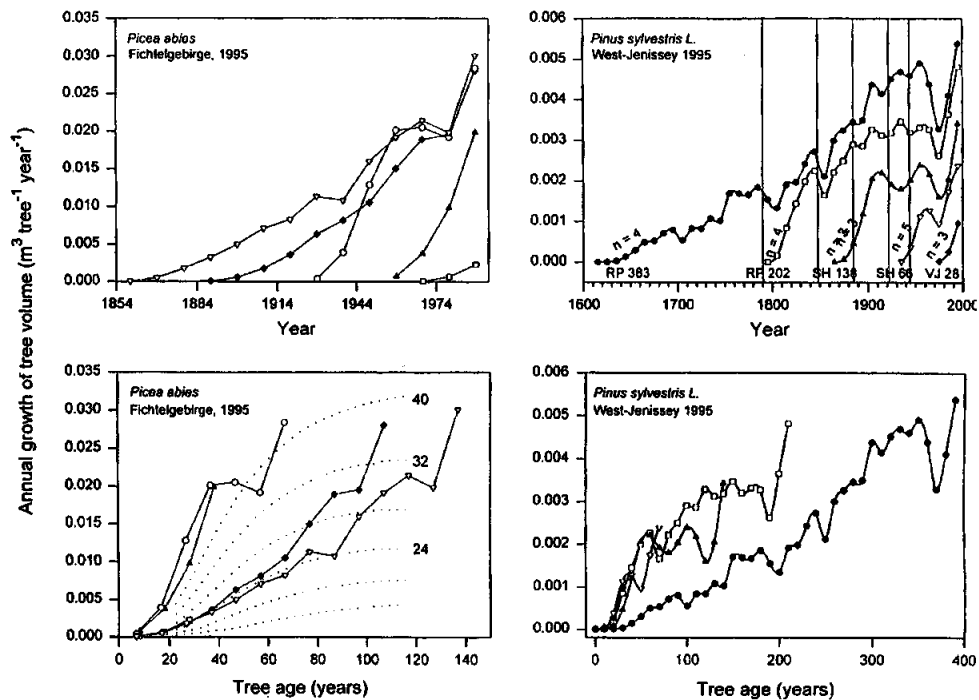 Annual growth of tree volume (m³ tree⁻¹ year⁻¹)
0.035
0.030
0.025
0.020
0.015
0.010
0.005
0.000
Picea abies
Fichtelgebirge, 1995
1854 1884 1914 1944 1974
Year
0.006
0.005
0.004
0.003
0.002
0.001
0.000
Pinus sylvestris L.
West-Jenissey 1995
n = 4
n = 4
n = 3
n = 5
n = 3
RP 383 RP 202 SH 138 SH 66 VJ 28
1600 1700 1800 1900 2000
Year
0.035
0.030
0.025
0.020
0.015
0.010
0.005
0.000
Picea abies
Fichtelgebirge, 1995
40
32
24
0 20 40 60 80 100 120 140
Tree age (years)
0.006
0.005
0.004
0.003
0.002
0.001
0.000
Pinus sylvestris L.
West-Jenissey 1995
0 100 200 300 400
Tree age (years)